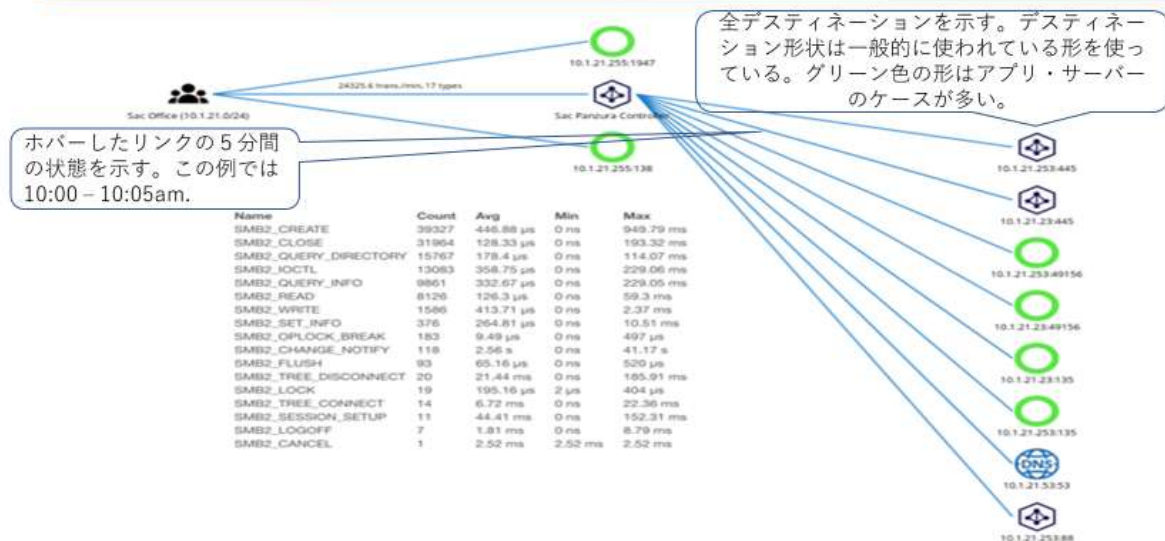 全デスティネーションを示す。デスティネー
ション形状は一般的に使われている形を使っ
ている。グリーン色の形はアプリ・サーバー
のケースが多い。
10.1.21.255:1947
24325.6 trans./min, 17 types
Sac Office (10.1.21.0/24)
Sac Panzura Controller
ホバーしたリンクの5分間
の状態を示す。この例では
10:00 – 10:05am.
10.1.21.255:138
Name Count Avg Min Max
SMB2_CREATE 39327 446.88 µs 0 ns 949.79 ms
SMB2_CLOSE 31964 128.33 µs 0 ns 193.32 ms
SMB2_QUERY_DIRECTORY 15767 178.4 µs 0 ns 114.07 ms
SMB2_IOCTL 13083 358.75 µs 0 ns 229.06 ms
SMB2_QUERY_INFO 9861 332.67 µs 0 ns 229.05 ms
SMB2_READ 8126 126.3 µs 0 ns 59.3 ms
SMB2_WRITE 1586 413.71 µs 0 ns 2.37 ms
SMB2_SET_INFO 376 264.81 µs 0 ns 10.51 ms
SMB2_OPLOCK_BREAK 183 9.49 µs 0 ns 497 µs
SMB2_CHANGE_NOTIFY 118 2.56 s 0 ns 41.17 s
SMB2_FLUSH 93 65.16 µs 0 ns 520 µs
SMB2_TREE_DISCONNECT 20 21.44 ms 0 ns 185.91 ms
SMB2_LOCK 19 195.16 µs 2 µs 404 µs
SMB2_TREE_CONNECT 14 6.72 ms 0 ns 22.36 ms
SMB2_SESSION_SETUP 11 44.41 ms 0 ns 152.31 ms
SMB2_LOGOFF 7 1.81 ms 0 ns 8.79 ms
SMB2_CANCEL 1 2.52 ms 2.52 ms 2.52 ms
10.1.21.253:445
10.1.21.23:445
10.1.21.253:49156
10.1.21.23:49156
10.1.21.23:135
10.1.21.253:135
DNS
10.1.21.53:53
10.1.21.253:88